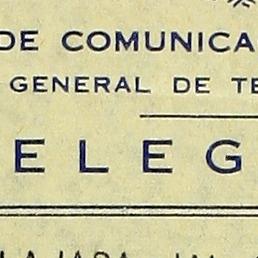 DE COMUNICA
GENERAL DE TE
ELEG